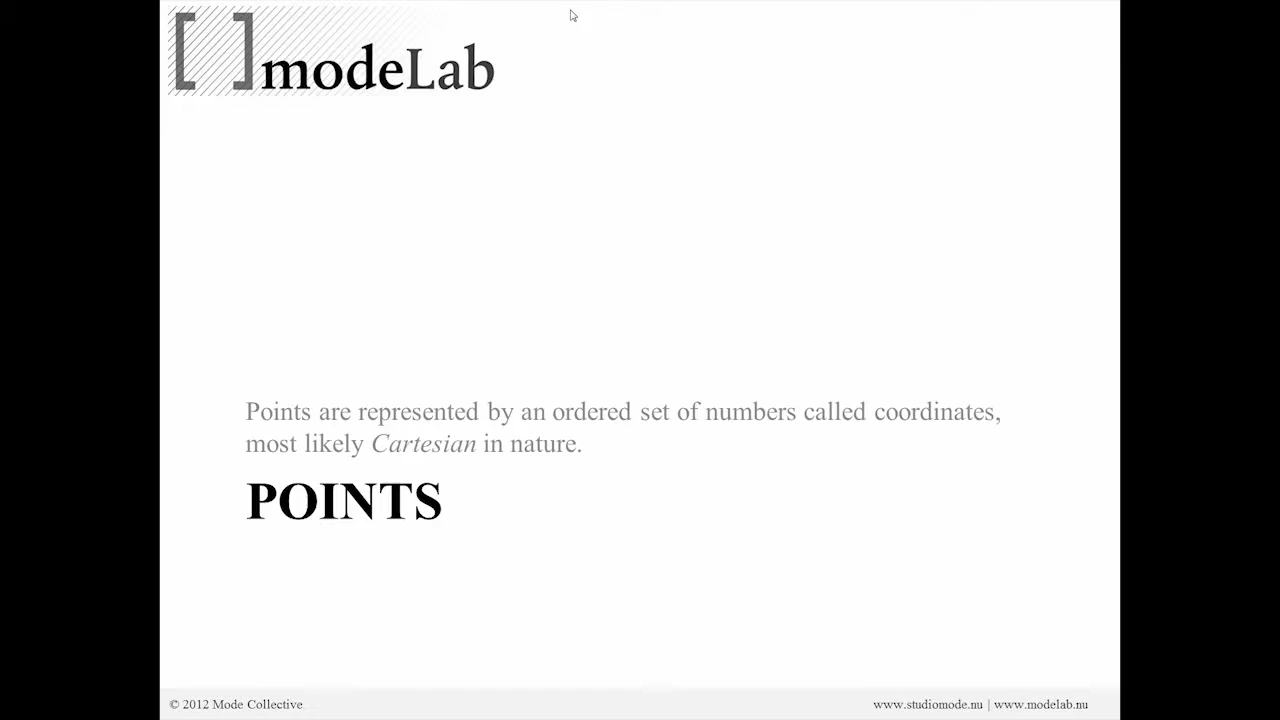 [ ]modeLab
Points are represented by an ordered set of numbers called coordinates,
most likely Cartesian in nature.
POINTS
© 2012 Mode Collective
www.studiomode.nu | www.modelab.nu